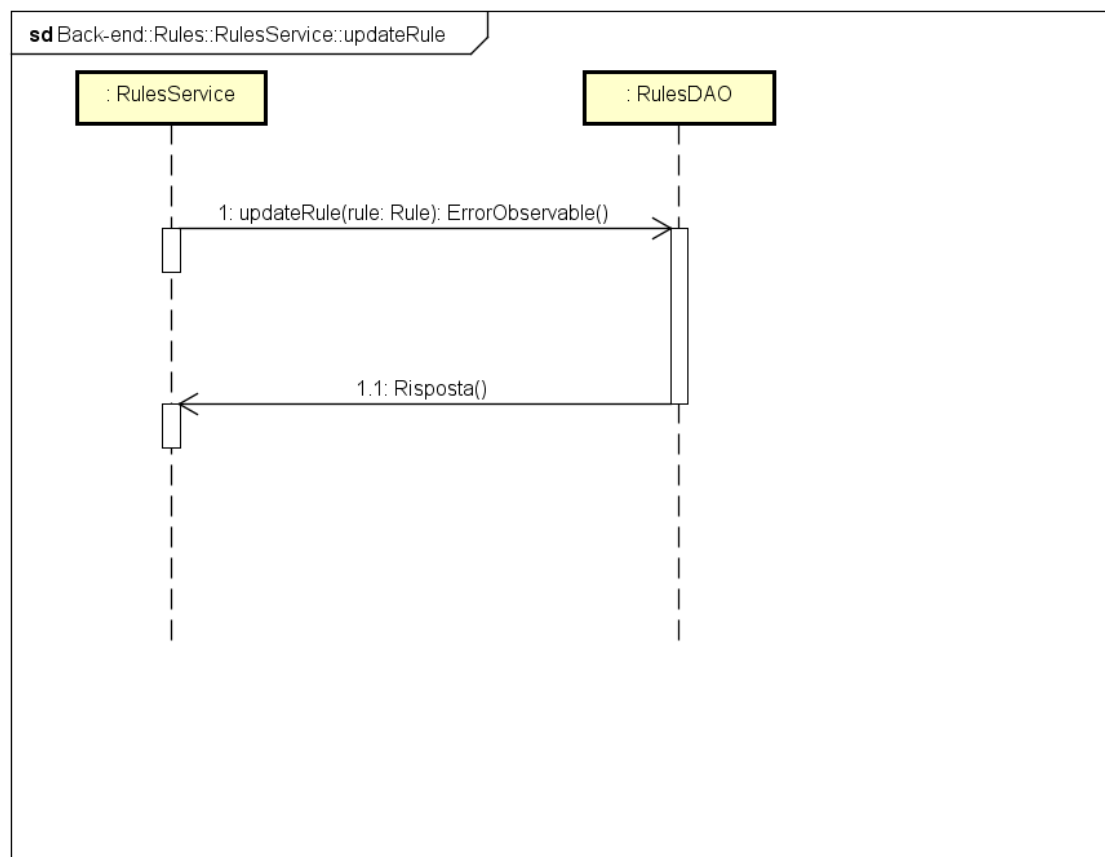 sd Back-end::Rules::RulesService::updateRule
: RulesService
: RulesDAO
1: updateRule(rule: Rule): ErrorObservable()
1.1: Risposta()